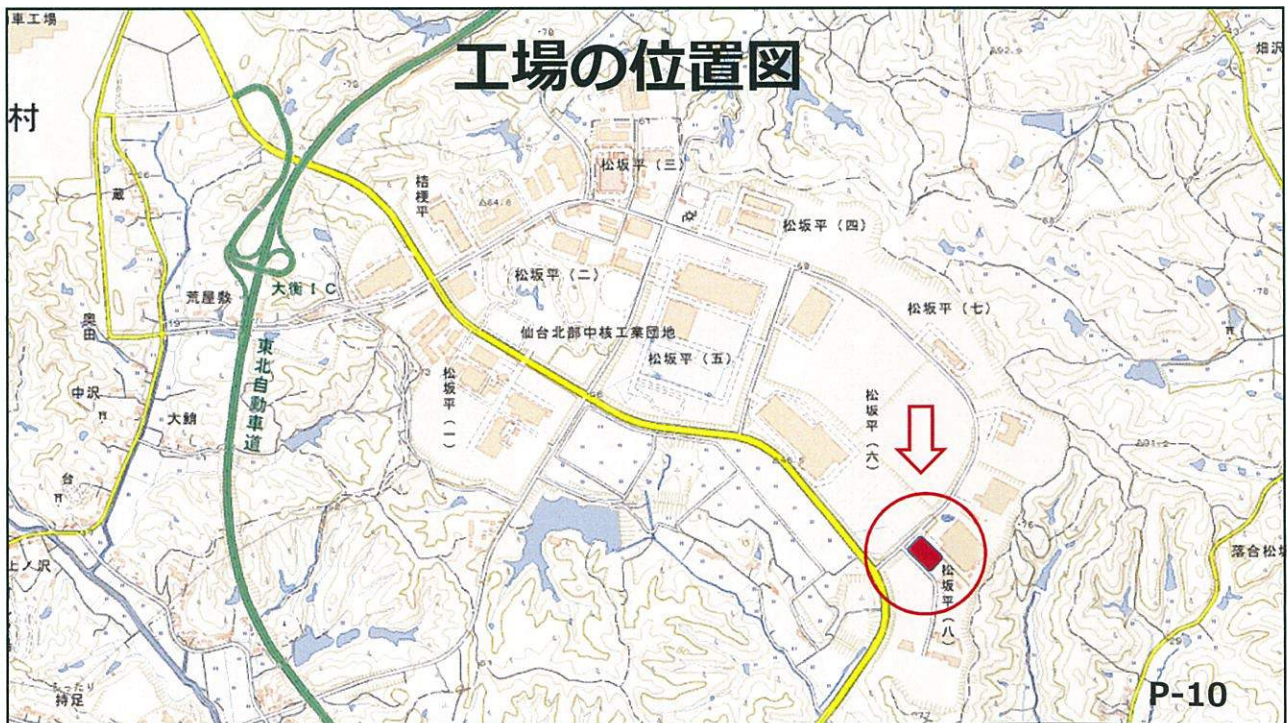 工場の位置図
車工場
村
畑沢
松坂平(三)
桔梗平
蔵
松坂平(四)
松坂平(二)
大衡IC
荒屋敷
奥田
松坂平(七)
仙台北部中核工業団地
松坂平(五)
東北自動車道
松坂平(一)
中沢
大鯖
松坂平(六)
台
上ノ沢
落合松坂
松坂平(八)
持足
P-10